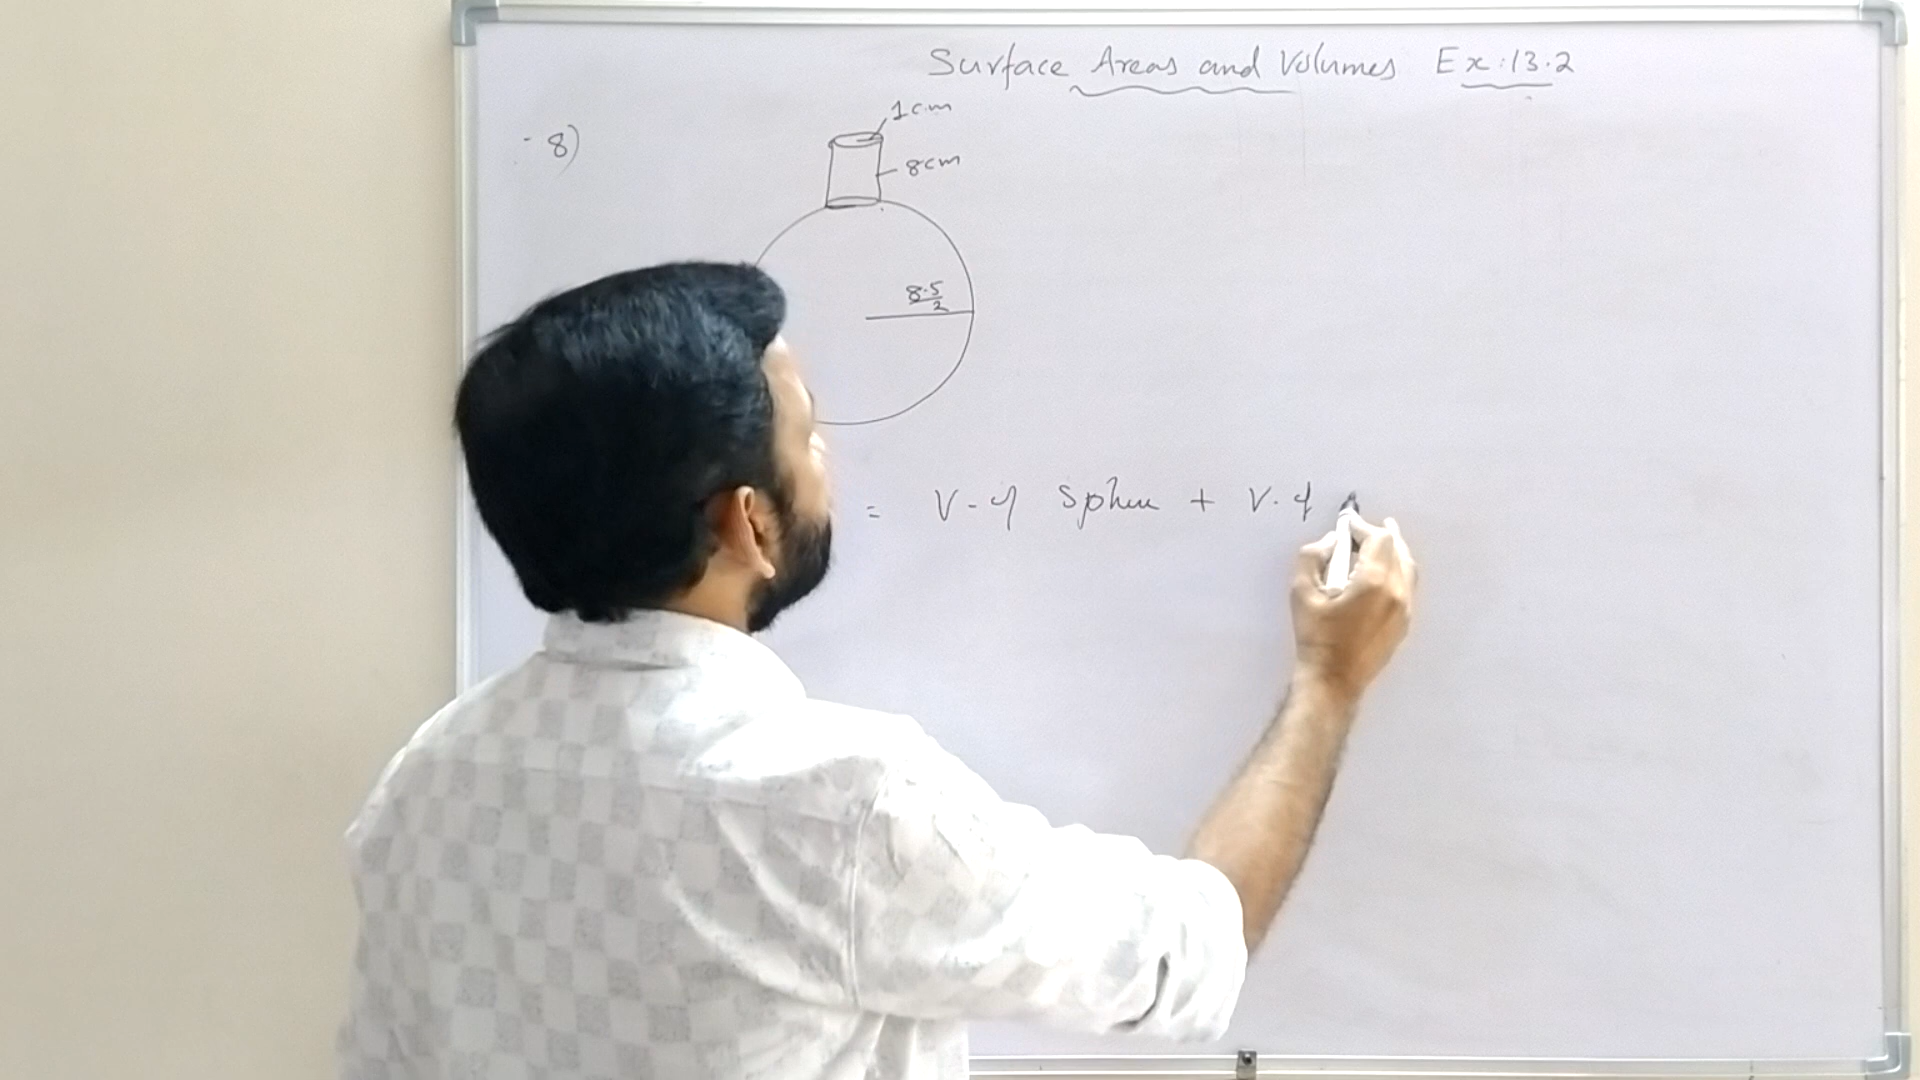 Surface Areas and Volumes Ex:13.2
8)
1cm
8cm
8.5
2
= V. of Sphere + V. of